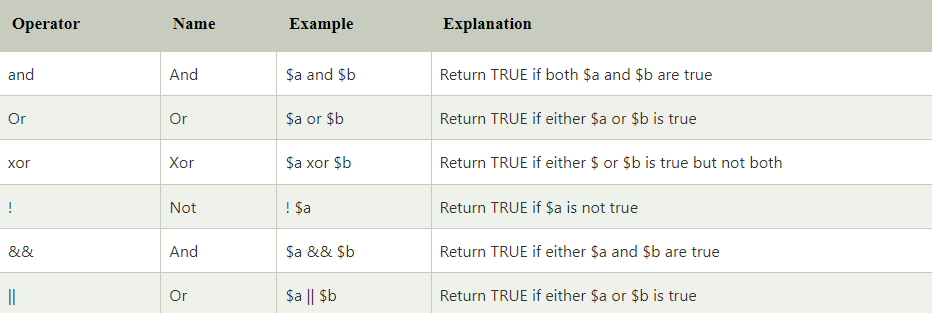 Operator Name Example Explanation
and And $a and $b Return TRUE if both $a and $b are true
Or Or $a or $b Return TRUE if either $a or $b is true
xor Xor $a xor $b Return TRUE if either $ or $b is true but not both
! Not ! $a Return TRUE if $a is not true
&& And $a && $b Return TRUE if either $a and $b are true
|| Or $a || $b Return TRUE if either $a or $b is true